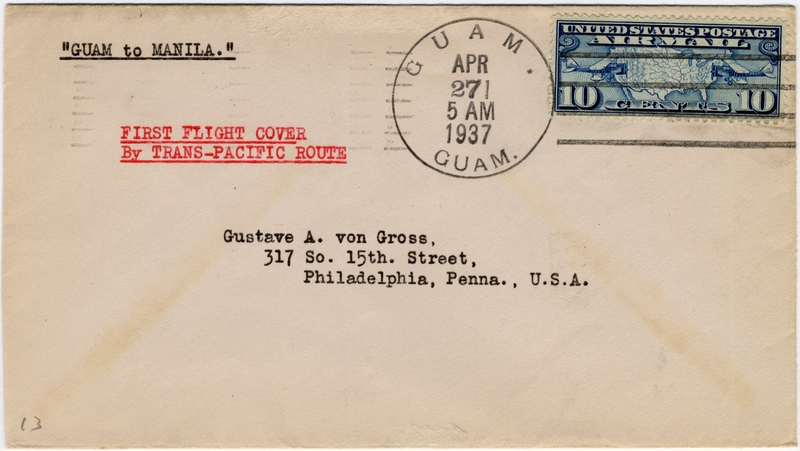 "GUAM to MANILA."
GUAM.
APR
271
5 AM
1937
GUAM.
UNITED STATES POSTAGE
AIR MAIL
10 CENTS 10
FIRST FLIGHT COVER
By TRANS-PACIFIC ROUTE
Gustave A. von Gross,
317 So. 15th. Street,
Philadelphia, Penna., U.S.A.
13